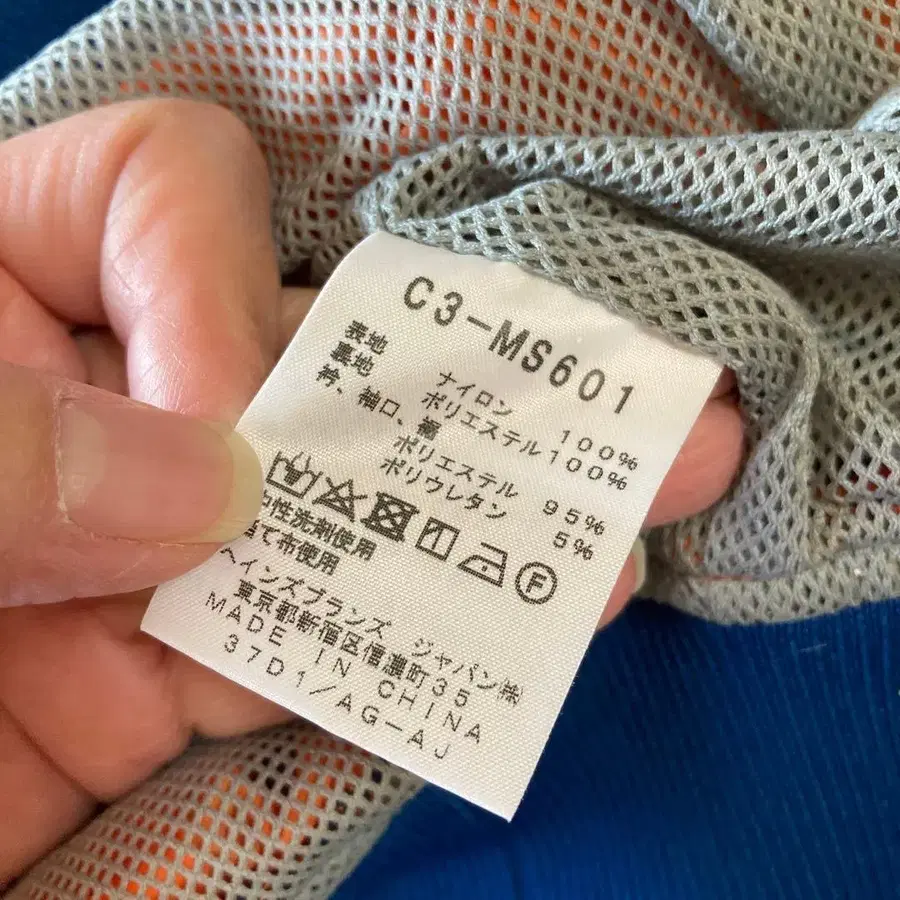 C3-MS601
表地 ナイロン 100%
裏地 ポリエステル 100%
衿、袖口、裾
ポリエステル 95%
ポリウレタン 5%
F
中性洗剤使用
当て布使用
ヘインズブランズ ジャパン㈱
東京都新宿区信濃町35
MADE IN CHINA
37D1/AG-AJ